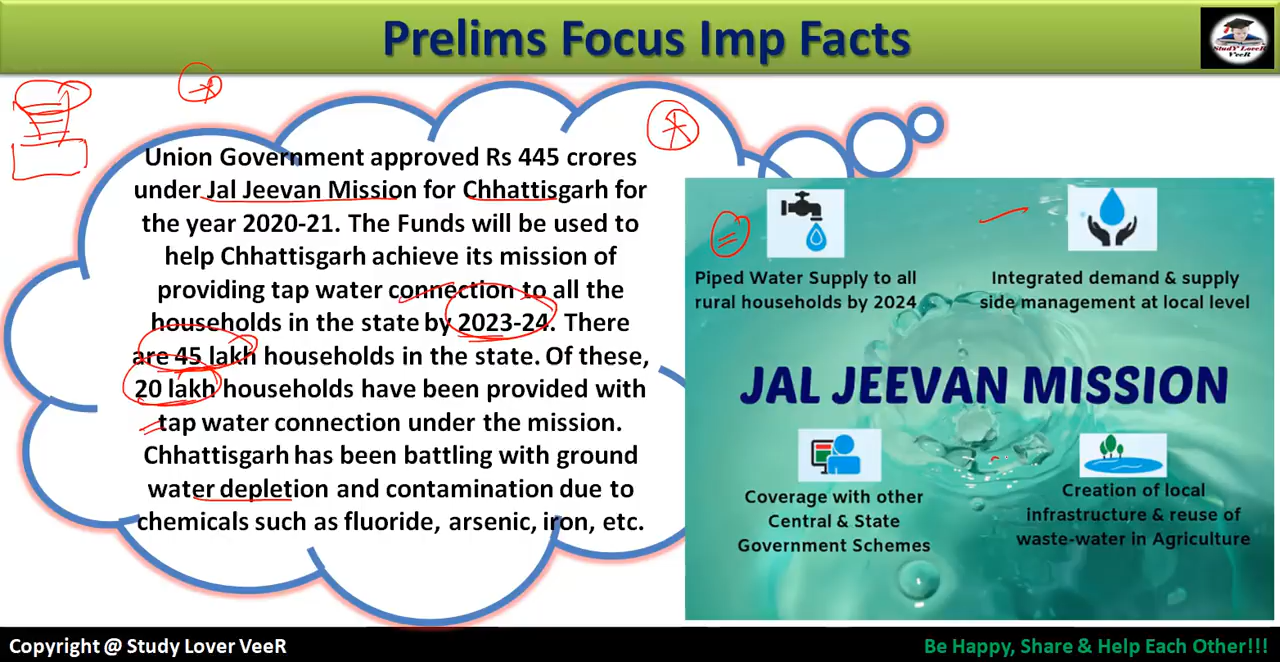 Prelims Focus Imp Facts
StudY LoveR
VeeR
Union Government approved Rs 445 crores
under Jal Jeevan Mission for Chhattisgarh for
the year 2020-21. The Funds will be used to
help Chhattisgarh achieve its mission of
providing tap water connection to all the
households in the state by 2023-24. There
are 45 lakh households in the state. Of these,
20 lakh households have been provided with
tap water connection under the mission.
Chhattisgarh has been battling with ground
water depletion and contamination due to
chemicals such as fluoride, arsenic, iron, etc.
Piped Water Supply to all
rural households by 2024
Integrated demand & supply
side management at local level
JAL JEEVAN MISSION
Coverage with other
Central & State
Government Schemes
Creation of local
infrastructure & reuse of
waste-water in Agriculture
Copyright @ Study Lover VeeR
Be Happy, Share & Help Each Other!!!